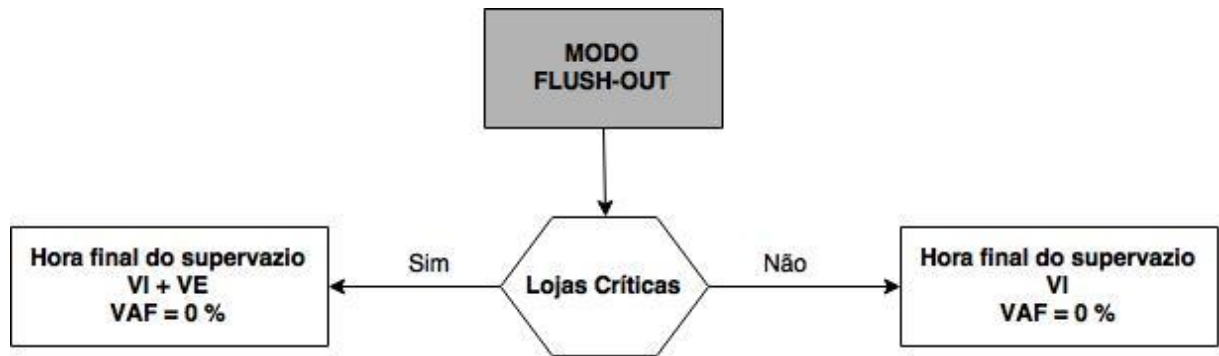 MODO
FLUSH-OUT
Hora final do supervazio
VI + VE
VAF = 0 %
Sim
Lojas Críticas
Não
Hora final do supervazio
VI
VAF = 0 %